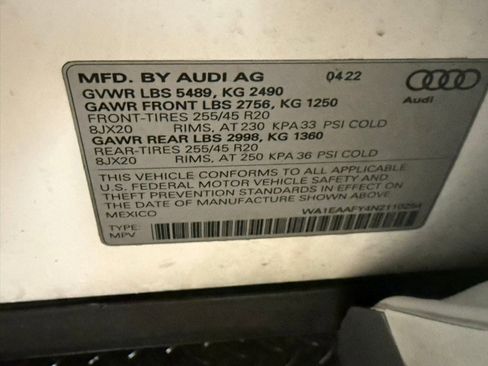 MFD. BY AUDI AG 04/22
GVWR LBS 5489, KG 2490
GAWR FRONT LBS 2756, KG 1250
FRONT-TIRES 255/45 R20
8JX20 RIMS, AT 230 KPA 33 PSI COLD
GAWR REAR LBS 2998, KG 1360
REAR-TIRES 255/45 R20
8JX20 RIMS, AT 250 KPA 36 PSI COLD
Audi
THIS VEHICLE CONFORMS TO ALL APPLICABLE
U.S. FEDERAL MOTOR VEHICLE SAFETY AND
THEFT PREVENTION STANDARDS IN EFFECT ON
THE DATE OF MANUFACTURE SHOWN ABOVE.
MEXICO
WA1EAAFY4N2110254
TYPE:
MPV